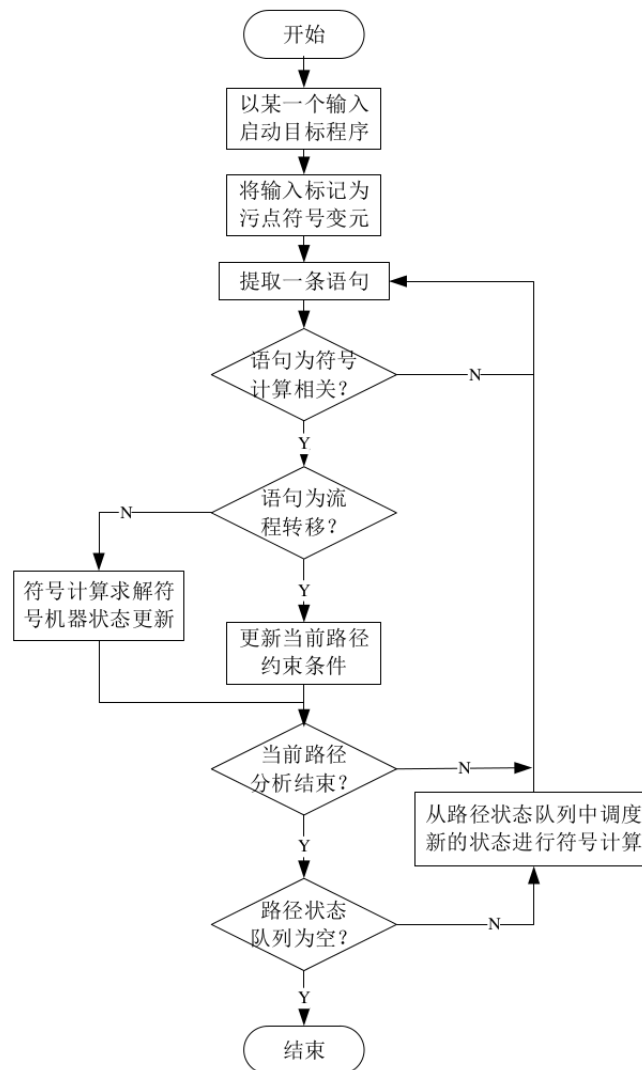 开始
以某一个输入
启动目标程序
将输入标记为
污点符号变元
提取一条语句
语句为符号
计算相关?
N
Y
语句为流
程转移?
N
Y
符号计算求解符
号机器状态更新
更新当前路径
约束条件
当前路径
分析结束?
N
Y
从路径状态队列中调度
新的状态进行符号计算
路径状态
队列为空?
N
Y
结束